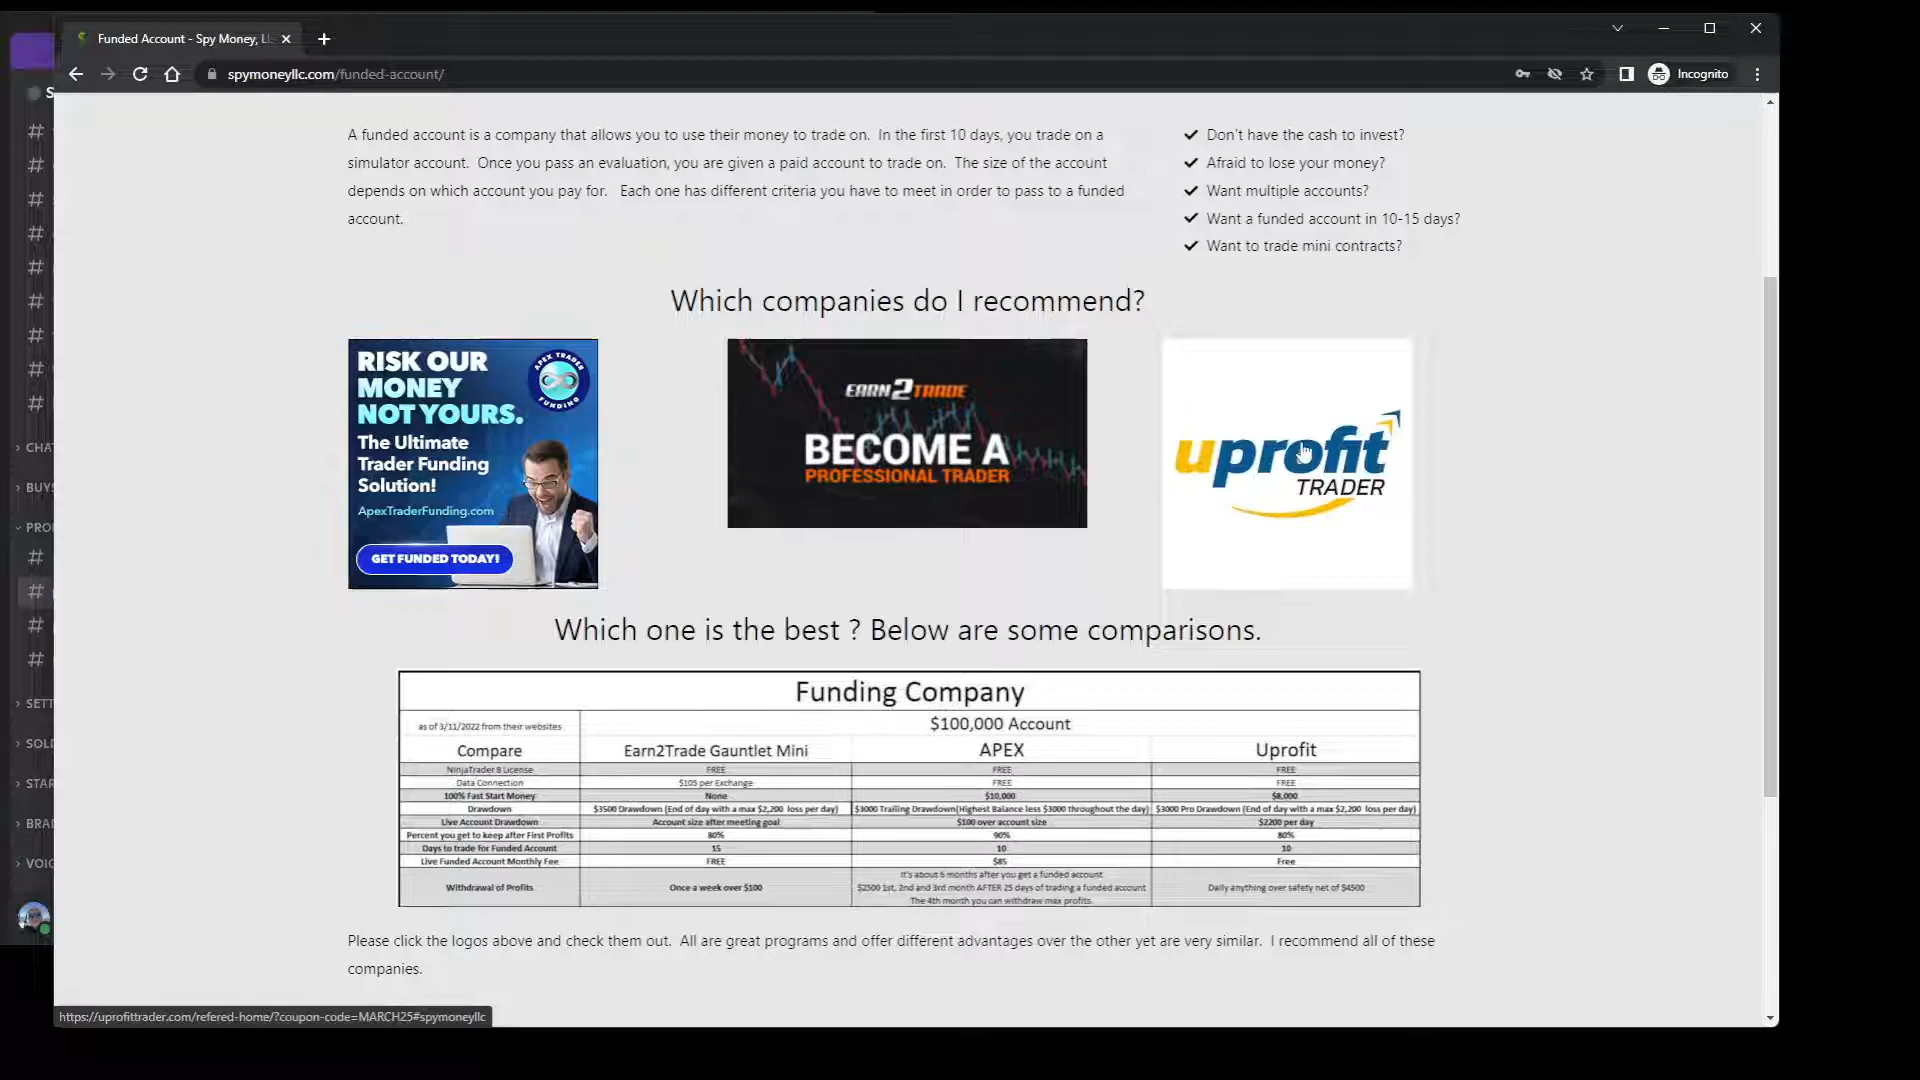 Funded Account - Spy Money, LL
spymoneyllc.com/funded-account/
Incognito
S
CHA
BUYS
PRO
SETT
SOLD
STAR
BRA
VOIC
A funded account is a company that allows you to use their money to trade on. In the first 10 days, you trade on a
simulator account. Once you pass an evaluation, you are given a paid account to trade on. The size of the account
depends on which account you pay for. Each one has different criteria you have to meet in order to pass to a funded
account.
Don't have the cash to invest?
Afraid to lose your money?
Want multiple accounts?
Want a funded account in 10-15 days?
Want to trade mini contracts?
Which companies do I recommend?
RISK OUR
MONEY
NOT YOURS.
The Ultimate
Trader Funding
Solution!
ApexTraderFunding.com
GET FUNDED TODAY!
APEX TRADER
FUNDING
EARN2TRADE
BECOME A
PROFESSIONAL TRADER
uprofit
TRADER
Which one is the best ? Below are some comparisons.
Funding Company
as of 3/11/2022 from their websites $100,000 Account
Compare Earn2Trade Gauntlet Mini APEX Uprofit
NinjaTrader 8 License FREE FREE FREE
Data Connection $105 per Exchange FREE FREE
100% Fast Start Money None $10,000 $8,000
Drawdown $3500 Drawdown (End of day with a max $2,200 loss per day) $3000 Trailing Drawdown(Highest Balance less $3000 throughout the day) $3000 Pro Drawdown (End of day with a max $2,200 loss per day)
Live Account Drawdown Account size after meeting goal $100 over account size $2200 per day
Percent you get to keep after First Profits 80% 90% 80%
Days to trade for Funded Account 15 10 10
Live Funded Account Monthly Fee FREE $85 Free
Withdrawal of Profits Once a week over $100 It's about 6 months after you get a funded account.
$2500 1st, 2nd and 3rd month AFTER 25 days of trading a funded account
The 4th month you can withdraw max profits. Daily anything over safety net of $4500
Please click the logos above and check them out. All are great programs and offer different advantages over the other yet are very similar. I recommend all of these
companies.
https://uprofittrader.com/refered-home/?coupon-code=MARCH25#spymoneyllc